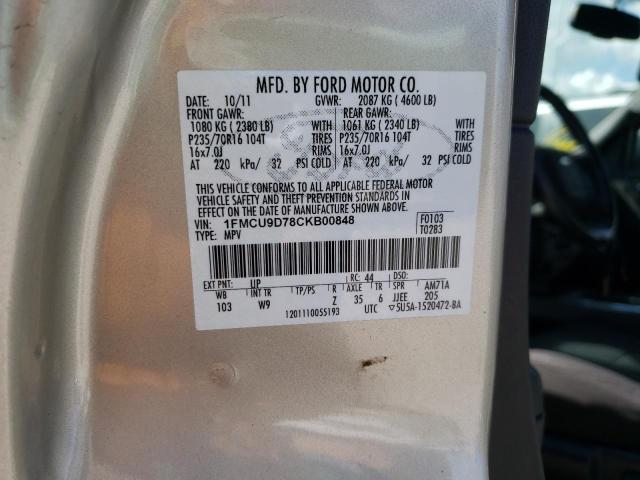 MFD. BY FORD MOTOR CO.
DATE: 10/11 GVWR: 2087 KG ( 4600 LB)
FRONT GAWR: REAR GAWR:
1080 KG ( 2380 LB) WITH 1061 KG ( 2340 LB) WITH
P235/70R16 104T TIRES P235/70R16 104T TIRES
16x7.0J RIMS 16x7.0J RIMS
AT 220 kPa/ 32 PSI COLD AT 220 kPa/ 32 PSI COLD
THIS VEHICLE CONFORMS TO ALL APPLICABLE FEDERAL MOTOR
VEHICLE SAFETY AND THEFT PREVENTION STANDARDS IN
EFFECT ON THE DATE OF MANUFACTURE SHOWN ABOVE.
VIN: 1FMCU9D78CKB00848 F0103
TYPE: MPV T0283
EXT PNT: UP RC: 44 DSO:
WB INT TR TP/PS R AXLE TR SPR AM71A
103 W9 Z 35 6 JJEE 205
1201110055193 UTC 5U5A-1520472-BA